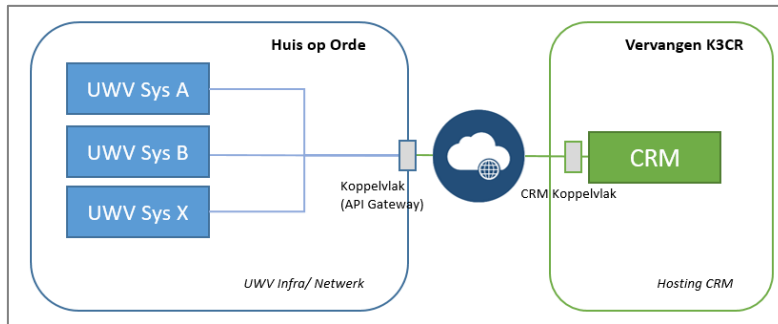 Huis op Orde
Vervangen K3CR
UWV Sys A
UWV Sys B
CRM
Koppelvlak
(API Gateway)
CRM Koppelvlak
UWV Sys X
UWV Infra/ Netwerk
Hosting CRM